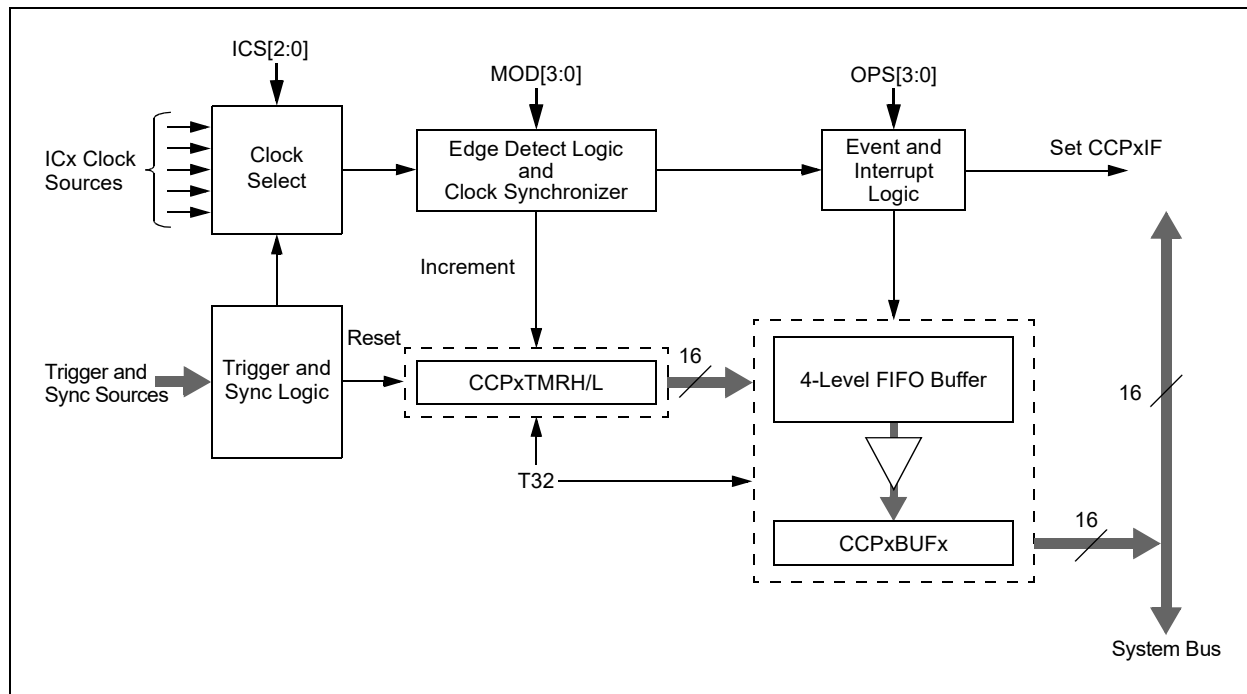 ICS[2:0]
MOD[3:0]
OPS[3:0]
ICx Clock
Sources
Clock
Select
Edge Detect Logic
and
Clock Synchronizer
Event and
Interrupt
Logic
Set CCPxIF
Increment
Trigger and
Sync Sources
Trigger and
Sync Logic
Reset
CCPxTMRH/L
16
4-Level FIFO Buffer
16
T32
CCPxBUFx
16
System Bus